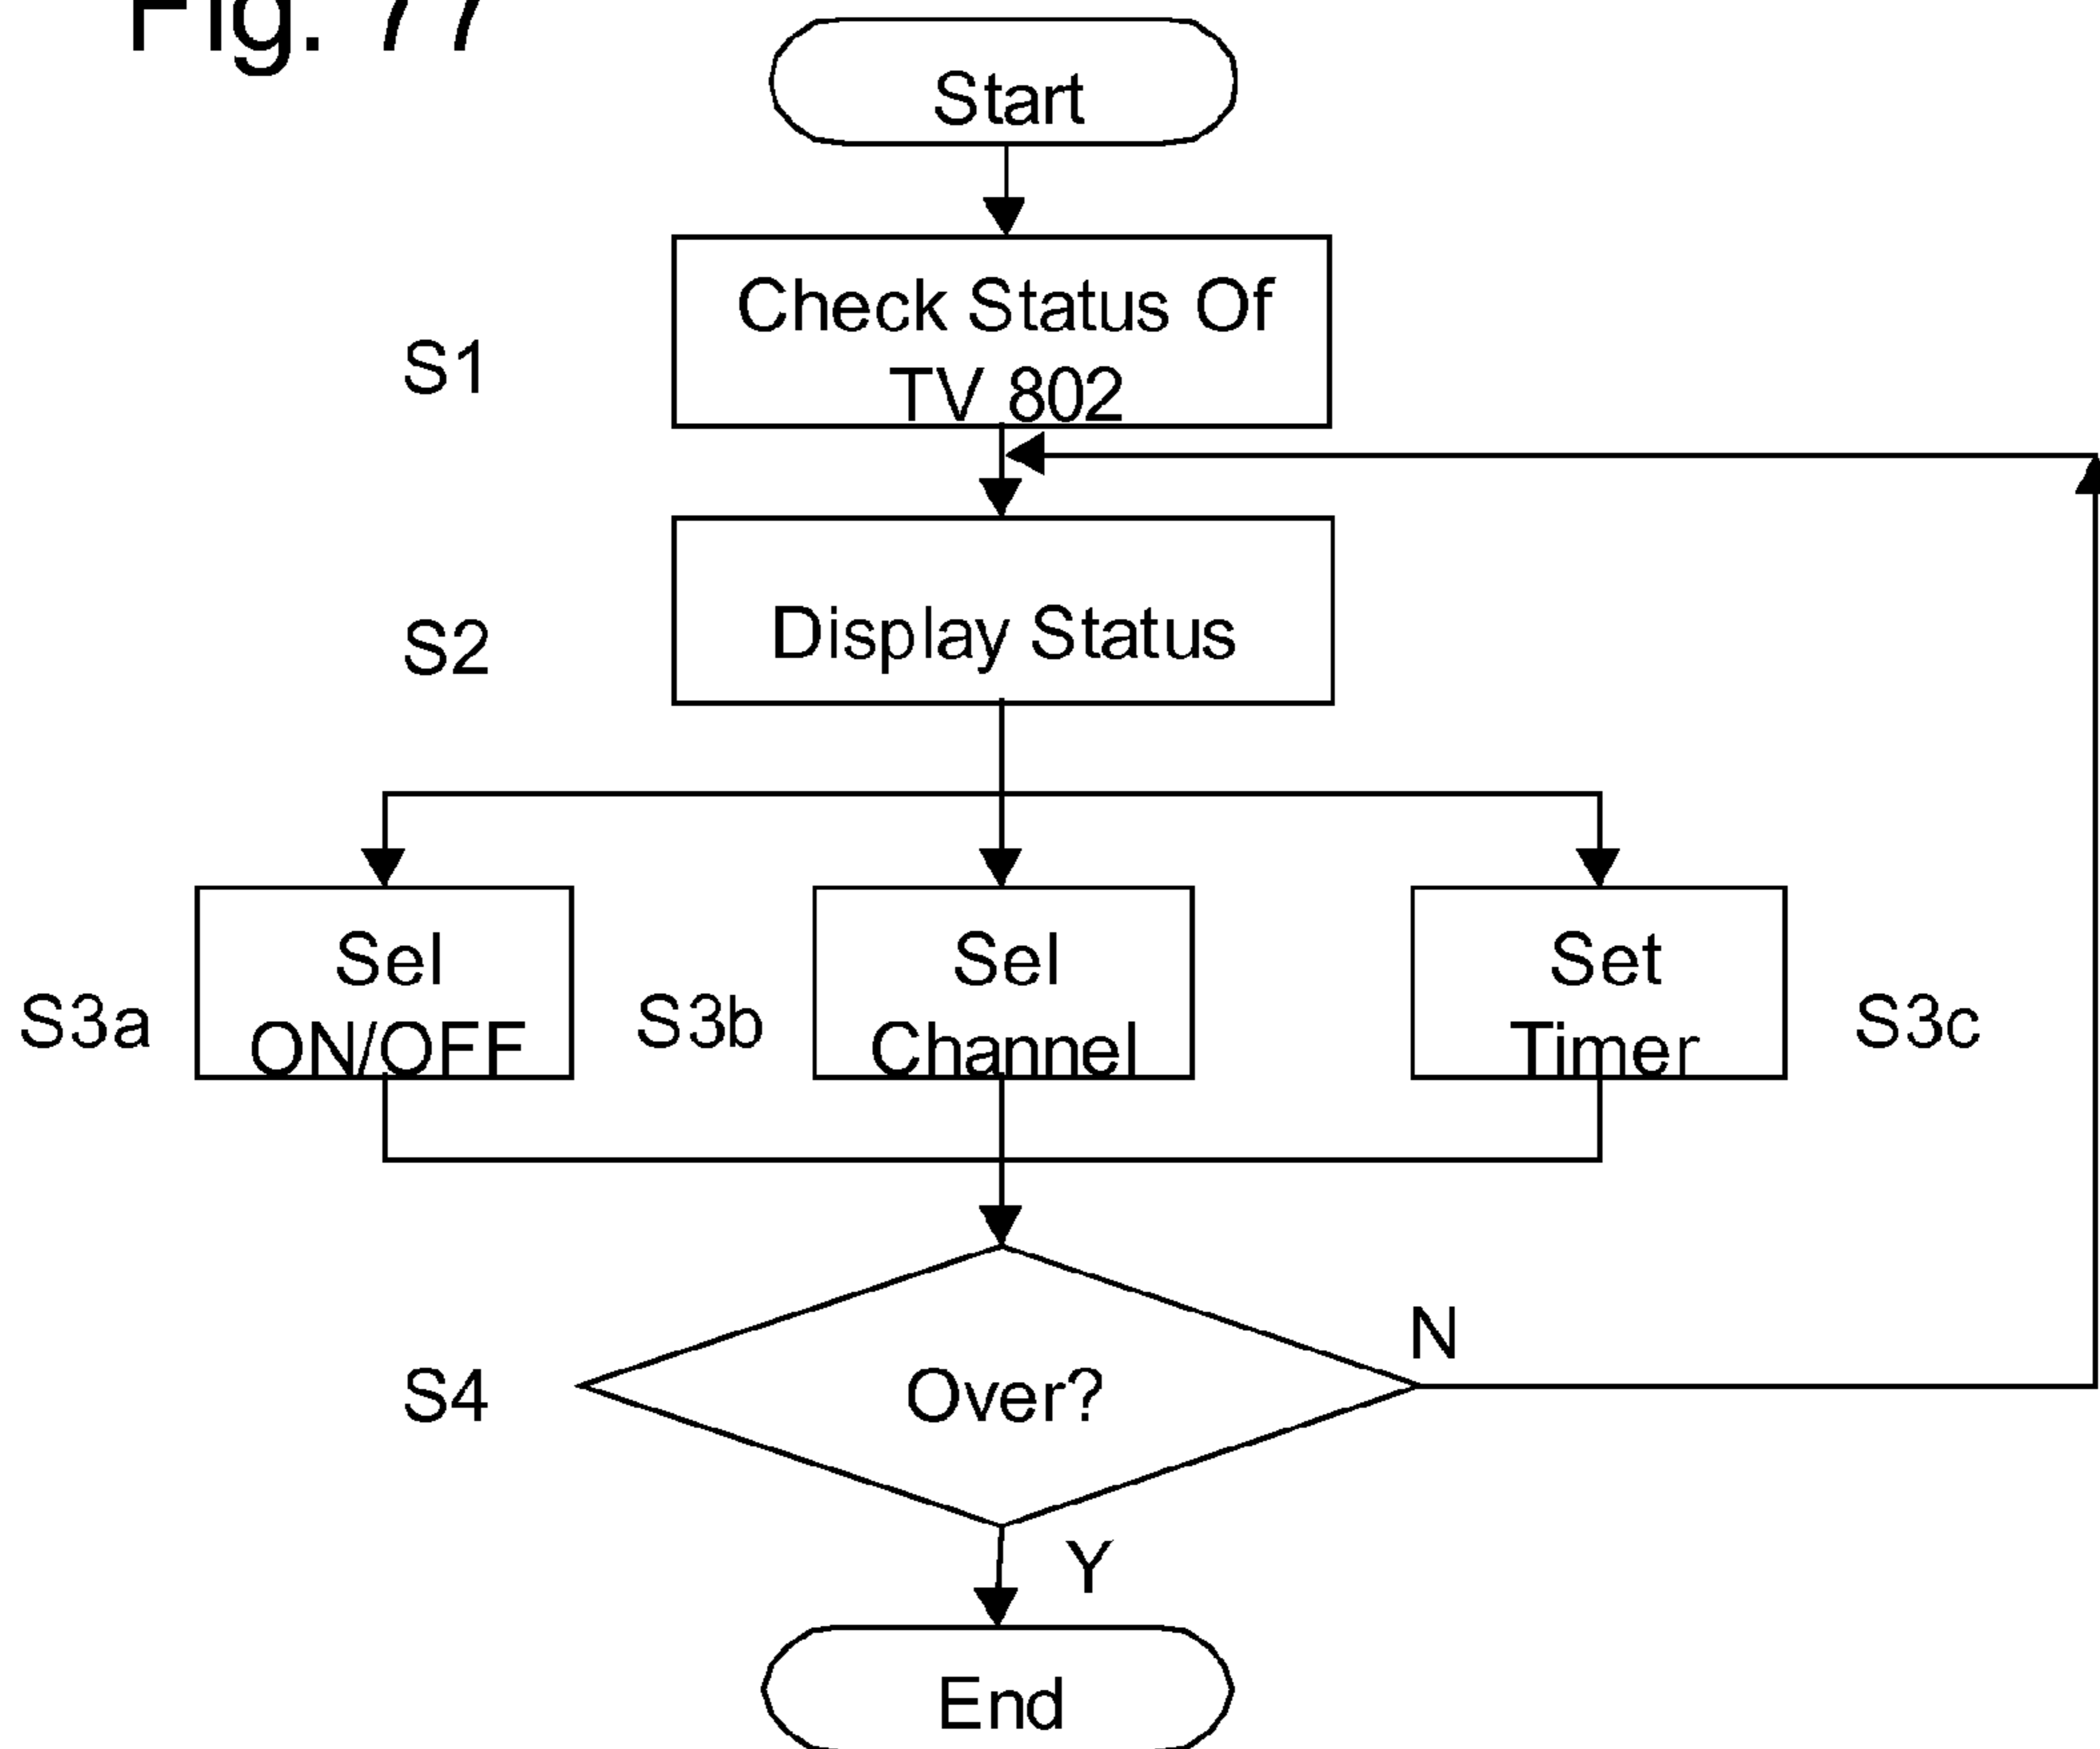 Fig. 77
Start
Check Status Of
TV 802
S1
Display Status
S2
Sel
ON/OFF
S3a
Sel
Channel
S3b
Set
Timer
S3c
Over?
S4
N
Y
End